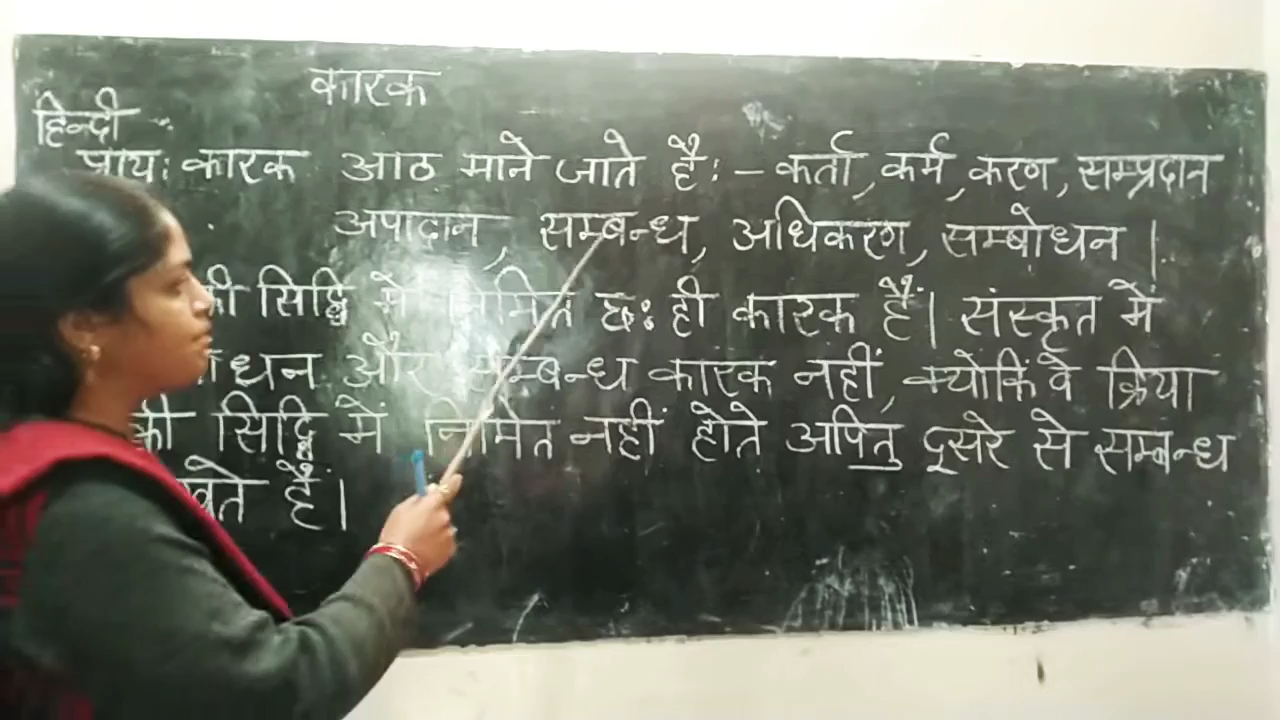 कारक
हिन्दी
प्राय: कारक आठ माने जाते है: – कर्ता, कर्म, करण, सम्प्रदान
अपादान, सम्बन्ध, अधिकरण, सम्बोधन |
की सिद्धि में निमित छ: ही कारक हैं| संस्कृत में
और सम्बन्ध कारक नहीं, क्योकिं वे क्रिया
की सिद्धि में निमित नहीं होते अपितु दूसरे से सम्बन्ध
हैं|